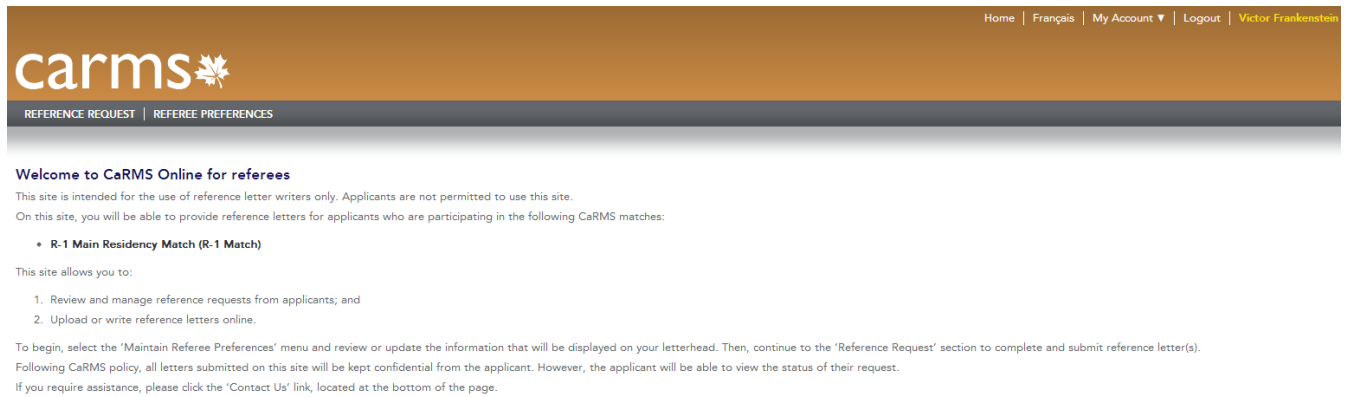 Home | Français | My Account ▼ | Logout | Victor Frankenstein
carms
REFERENCE REQUEST | REFEREE PREFERENCES
Welcome to CaRMS Online for referees
This site is intended for the use of reference letter writers only. Applicants are not permitted to use this site.
On this site, you will be able to provide reference letters for applicants who are participating in the following CaRMS matches:
• R-1 Main Residency Match (R-1 Match)
This site allows you to:
1. Review and manage reference requests from applicants; and
2. Upload or write reference letters online.
To begin, select the 'Maintain Referee Preferences' menu and review or update the information that will be displayed on your letterhead. Then, continue to the 'Reference Request' section to complete and submit reference letter(s).
Following CaRMS policy, all letters submitted on this site will be kept confidential from the applicant. However, the applicant will be able to view the status of their request.
If you require assistance, please click the 'Contact Us' link, located at the bottom of the page.